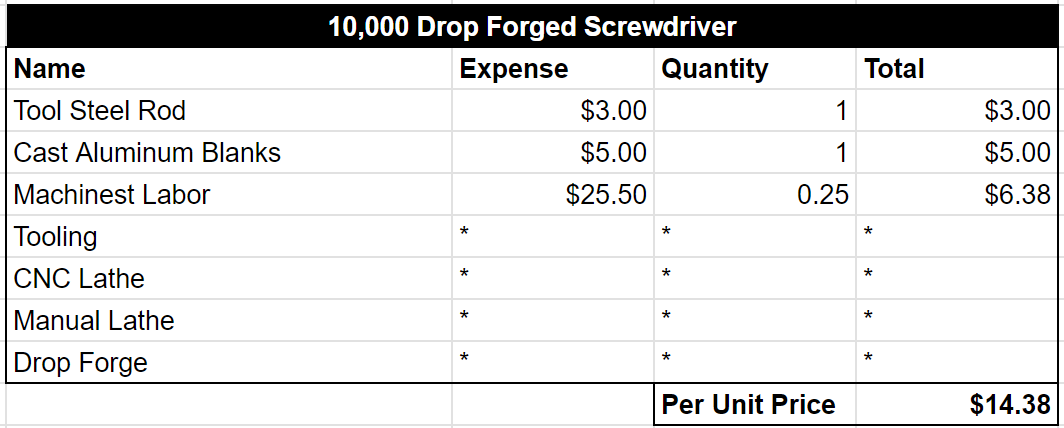 10,000 Drop Forged Screwdriver
Name Expense Quantity Total
Tool Steel Rod $3.00 1 $3.00
Cast Aluminum Blanks $5.00 1 $5.00
Machinest Labor $25.50 0.25 $6.38
Tooling * * *
CNC Lathe * * *
Manual Lathe * * *
Drop Forge * * *
Per Unit Price $14.38